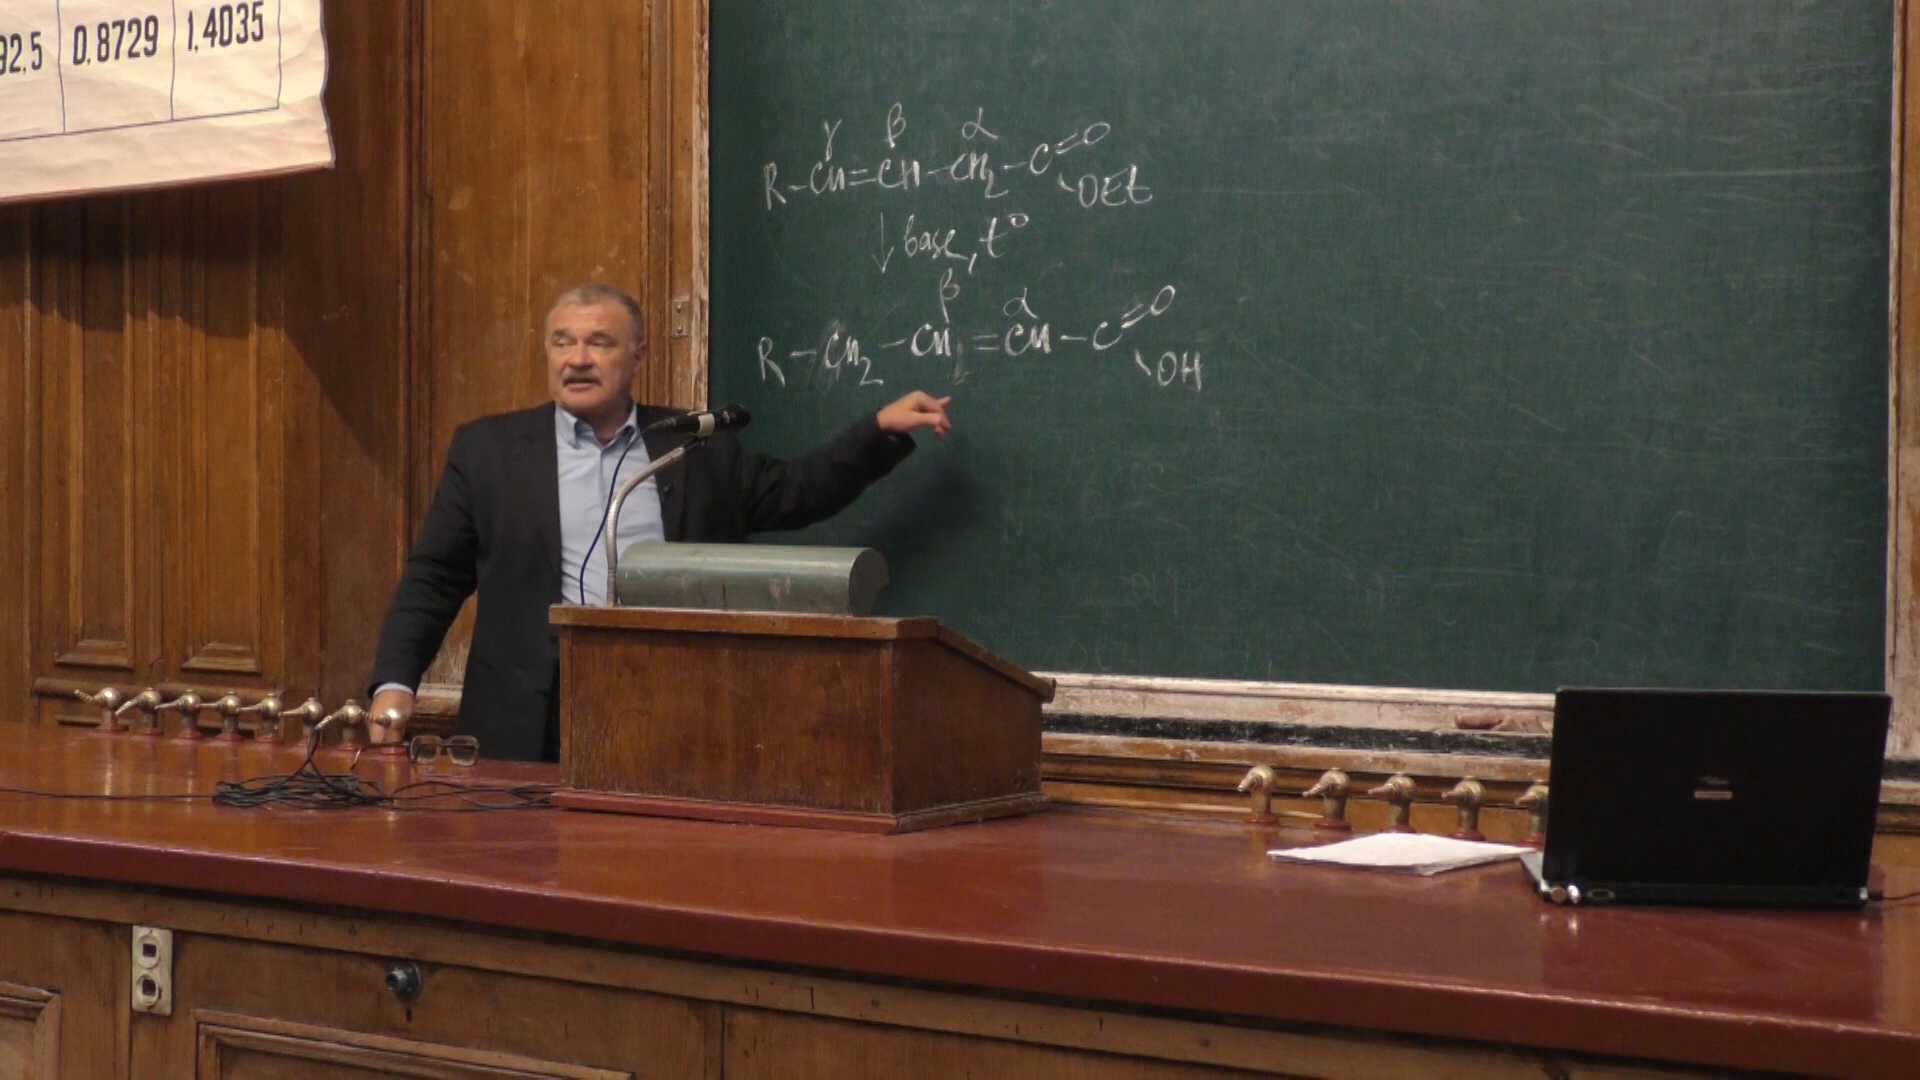 92,5 0,8729 1,4035
γ β α
R-CH=CH-CH₂-C=O
OEt
↓ base, t°
β α
R-CH₂-CH=CH-C=O
OH